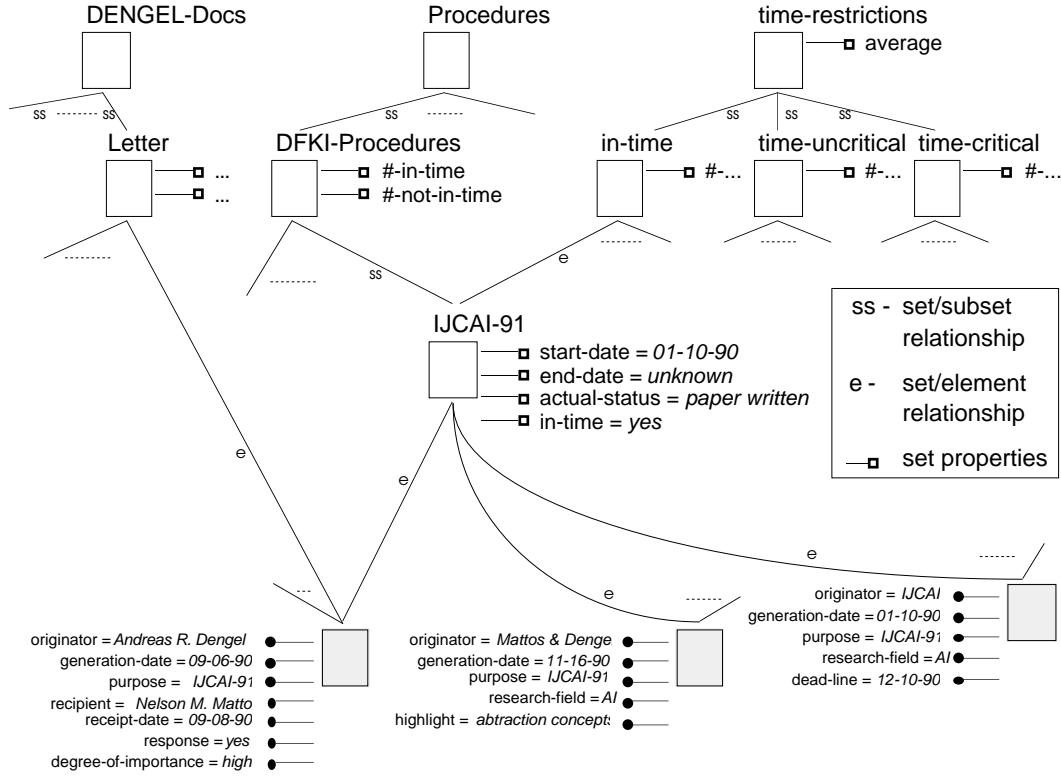 DENGEL-Docs
Procedures
time-restrictions
average
ss
ss
ss
ss
ss
ss
Letter
DFKI-Procedures
in-time
time-uncritical
time-critical
...
...
#-in-time
#-not-in-time
#-...
#-...
#-...
ss
e
IJCAI-91
start-date = 01-10-90
end-date = unknown
actual-status = paper written
in-time = yes
ss - set/subset
relationship
e - set/element
relationship
set properties
e
e
e
e
originator = Andreas R. Dengel
generation-date = 09-06-90
purpose = IJCAI-91
recipient = Nelson M. Matto
receipt-date = 09-08-90
response = yes
degree-of-importance = high
originator = Mattos & Denge
generation-date = 11-16-90
purpose = IJCAI-91
research-field = AI
highlight = abtraction concepts
originator = IJCAI
generation-date = 01-10-90
purpose = IJCAI-91
research-field = AI
dead-line = 12-10-90